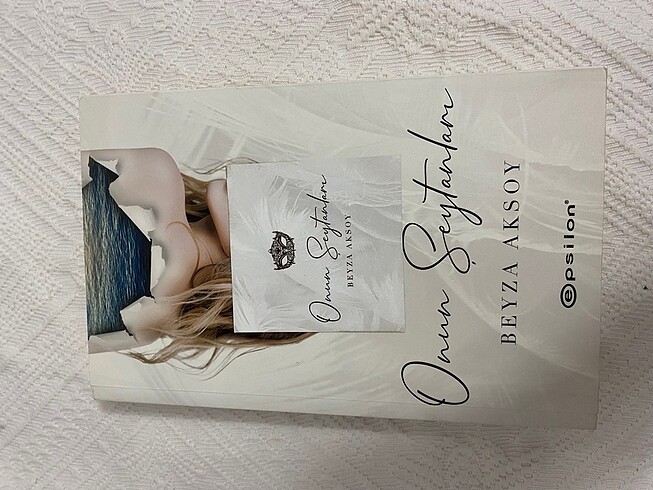 Onun Şeytanları
BEYZA AKSOY
Onun Şeytanları
BEYZA AKSOY
epsilon®